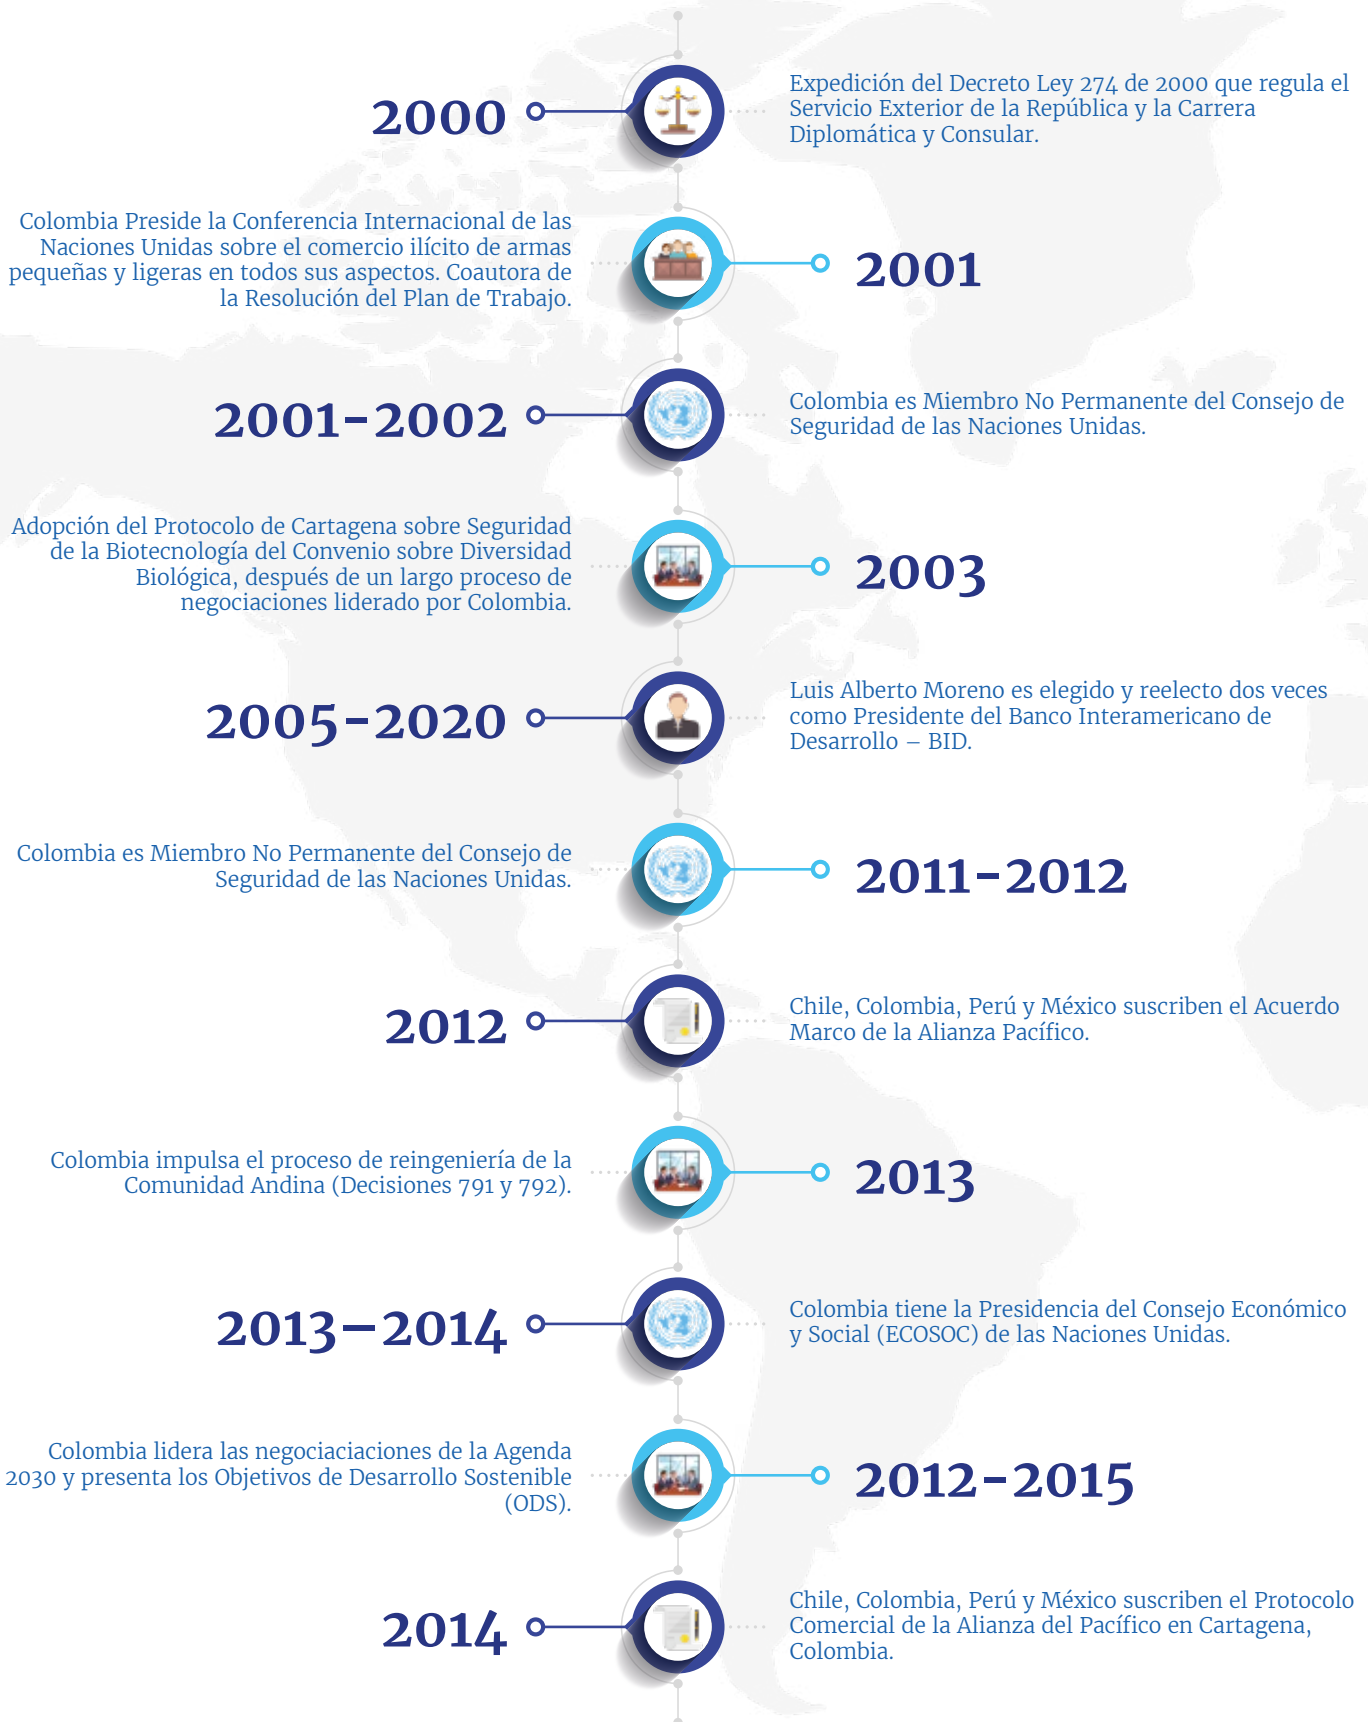 2000
Expedición del Decreto Ley 274 de 2000 que regula el
Servicio Exterior de la República y la Carrera
Diplomática y Consular.
Colombia Preside la Conferencia Internacional de las
Naciones Unidas sobre el comercio ilícito de armas
pequeñas y ligeras en todos sus aspectos. Coautora de
la Resolución del Plan de Trabajo.
2001
2001-2002
Colombia es Miembro No Permanente del Consejo de
Seguridad de las Naciones Unidas.
Adopción del Protocolo de Cartagena sobre Seguridad
de la Biotecnología del Convenio sobre Diversidad
Biológica, después de un largo proceso de
negociaciones liderado por Colombia.
2003
2005-2020
Luis Alberto Moreno es elegido y reelecto dos veces
como Presidente del Banco Interamericano de
Desarrollo – BID.
Colombia es Miembro No Permanente del Consejo de
Seguridad de las Naciones Unidas.
2011-2012
2012
Chile, Colombia, Perú y México suscriben el Acuerdo
Marco de la Alianza Pacífico.
Colombia impulsa el proceso de reingeniería de la
Comunidad Andina (Decisiones 791 y 792).
2013
2013–2014
Colombia tiene la Presidencia del Consejo Económico
y Social (ECOSOC) de las Naciones Unidas.
Colombia lidera las negociaciaciones de la Agenda
2030 y presenta los Objetivos de Desarrollo Sostenible
(ODS).
2012-2015
2014
Chile, Colombia, Perú y México suscriben el Protocolo
Comercial de la Alianza del Pacífico en Cartagena,
Colombia.